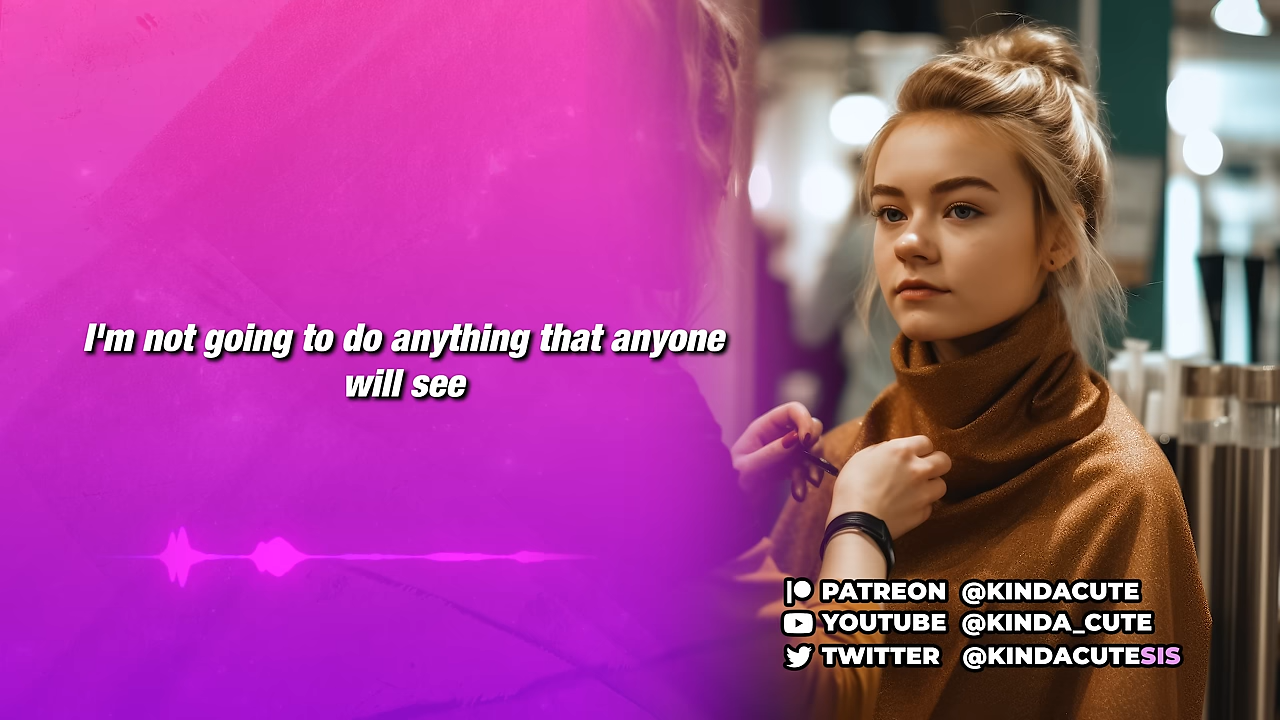 I'm not going to do anything that anyone
will see
PATREON @KINDACUTE
YOUTUBE @KINDA_CUTE
TWITTER @KINDACUTESIS